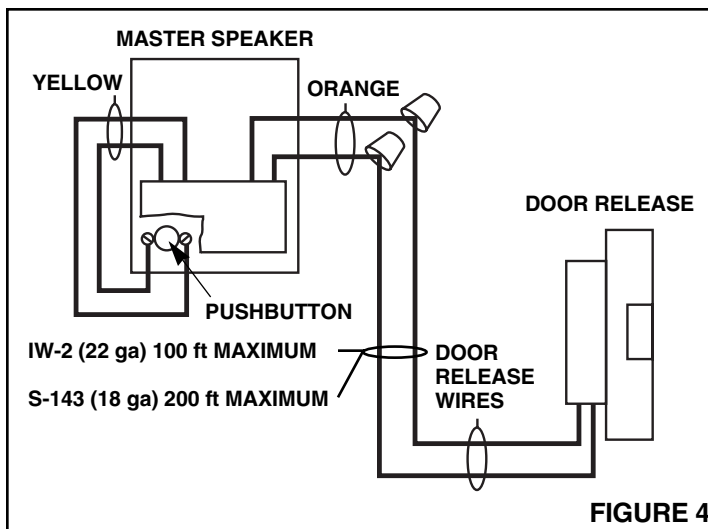 MASTER SPEAKER
YELLOW
ORANGE
DOOR RELEASE
PUSHBUTTON
IW-2 (22 ga) 100 ft MAXIMUM
S-143 (18 ga) 200 ft MAXIMUM
DOOR
RELEASE
WIRES
FIGURE 4